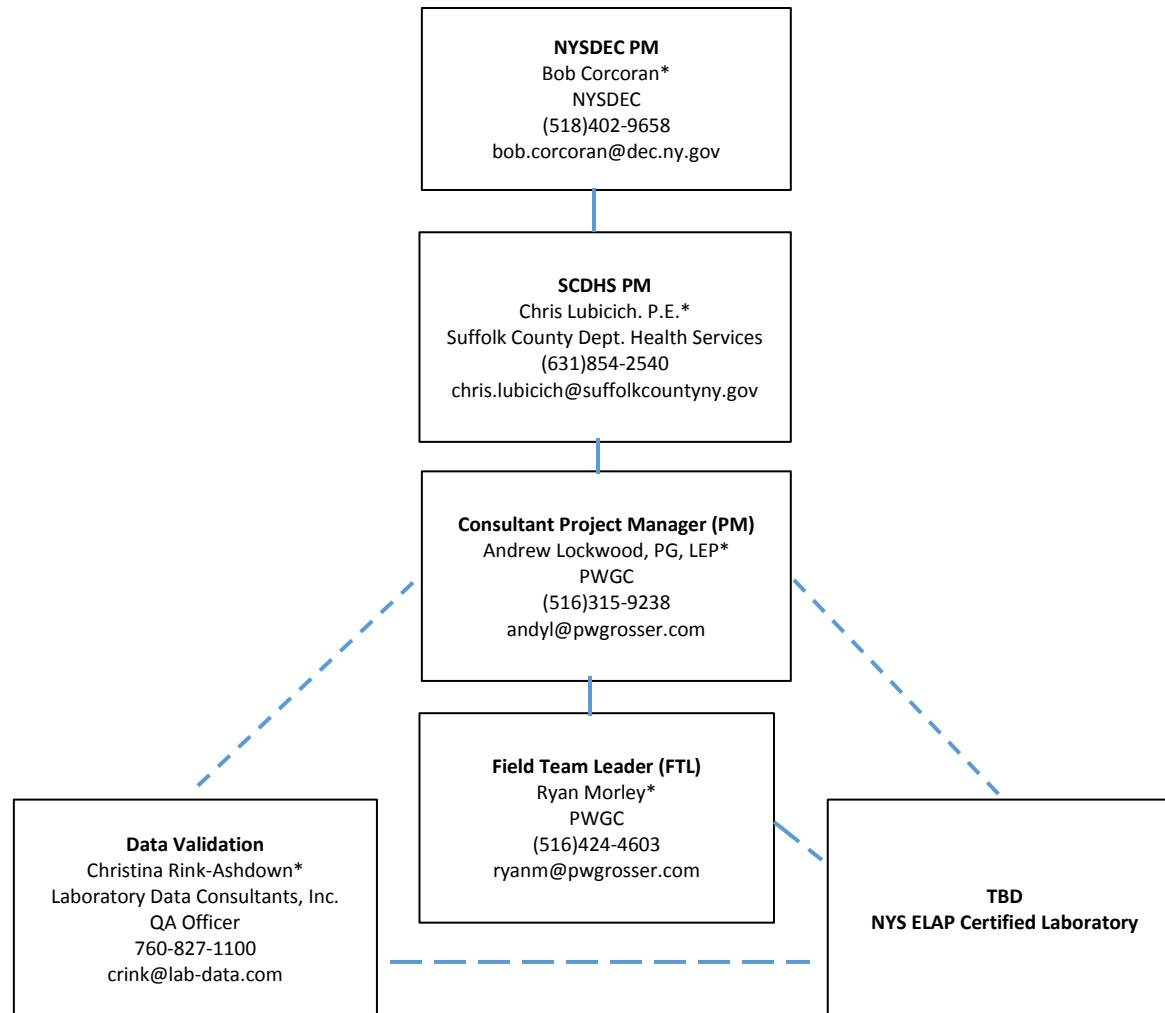 NYSDEC PM
Bob Corcoran*
NYSDEC
(518)402-9658
bob.corcoran@dec.ny.gov
SCDHS PM
Chris Lubicich. P.E.*
Suffolk County Dept. Health Services
(631)854-2540
chris.lubicich@suffolkcountyny.gov
Consultant Project Manager (PM)
Andrew Lockwood, PG, LEP*
PWGC
(516)315-9238
andyl@pwgrosser.com
Field Team Leader (FTL)
Ryan Morley*
PWGC
(516)424-4603
ryanm@pwgrosser.com
Data Validation
Christina Rink-Ashdown*
Laboratory Data Consultants, Inc.
QA Officer
760-827-1100
crink@lab-data.com
TBD
NYS ELAP Certified Laboratory